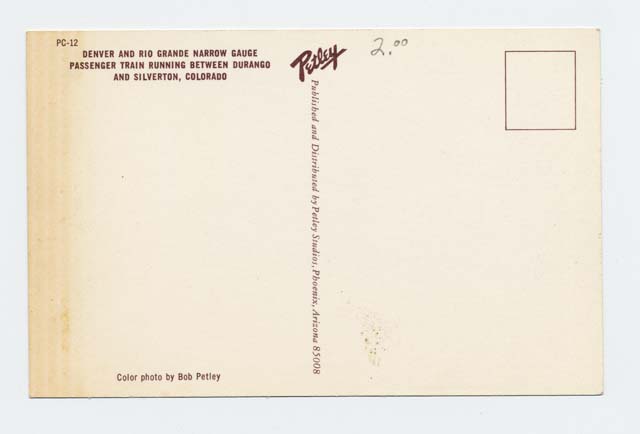 PC-12
DENVER AND RIO GRANDE NARROW GAUGE
PASSENGER TRAIN RUNNING BETWEEN DURANGO
AND SILVERTON, COLORADO
Petley
2.00
Published and Distributed by Petley Studios, Phoenix, Arizona 85008
Color photo by Bob Petley